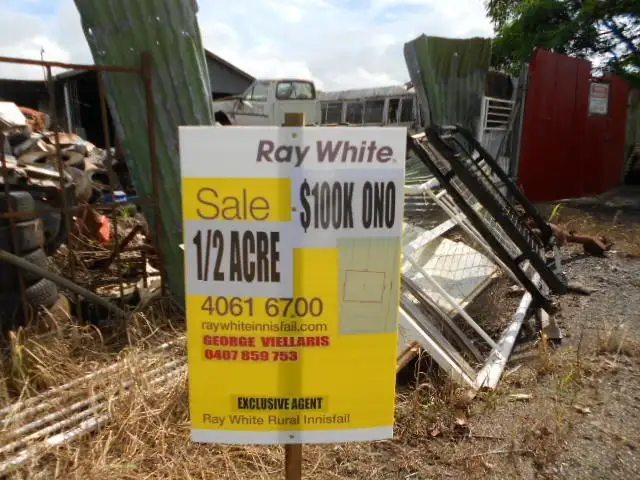 Ray White
Sale $100K ONO
1/2 ACRE
4061 6700
raywhiteinnisfail.com
GEORGE VIELLARIS
0407 859 753
EXCLUSIVE AGENT
Ray White Rural Innisfail